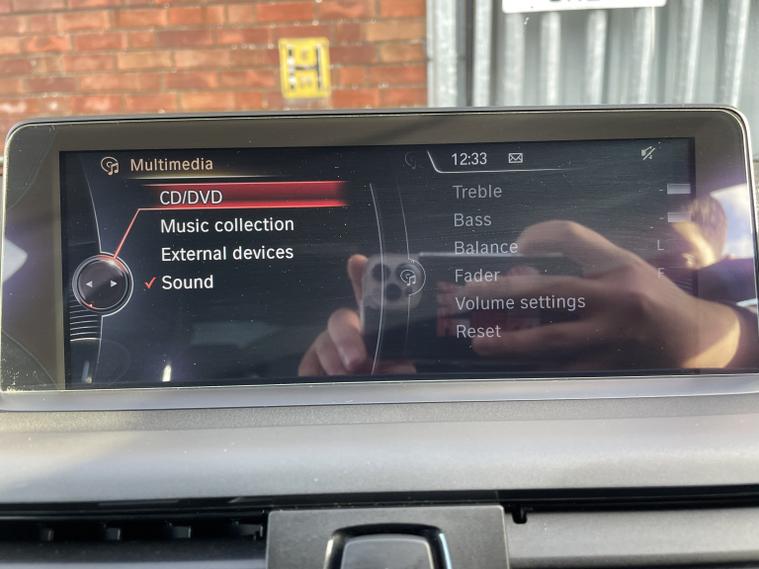 Multimedia
12:33
CD/DVD
Music collection
External devices
Sound
Treble
Bass
Balance L
Fader F
Volume settings
Reset